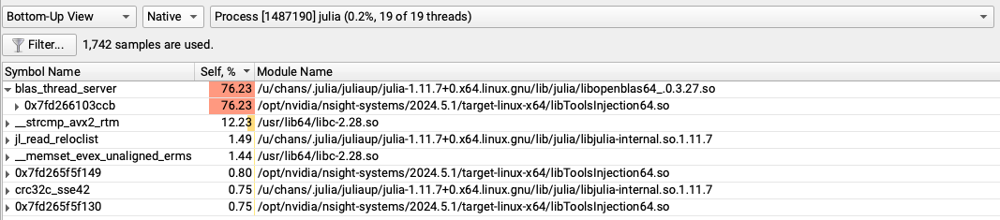 Bottom-Up View Native Process [1487190] julia (0.2%, 19 of 19 threads)
Filter... 1,742 samples are used.
Symbol Name Self, % Module Name
blas_thread_server 76.23 /u/chans/.julia/juliaup/julia-1.11.7+0.x64.linux.gnu/lib/julia/libopenblas64_.0.3.27.so
0x7fd266103ccb 76.23 /opt/nvidia/nsight-systems/2024.5.1/target-linux-x64/libToolsInjection64.so
__strcmp_avx2_rtm 12.23 /usr/lib64/libc-2.28.so
jl_read_reloclist 1.49 /u/chans/.julia/juliaup/julia-1.11.7+0.x64.linux.gnu/lib/julia/libjulia-internal.so.1.11.7
__memset_evex_unaligned_erms 1.44 /usr/lib64/libc-2.28.so
0x7fd265f5f149 0.80 /opt/nvidia/nsight-systems/2024.5.1/target-linux-x64/libToolsInjection64.so
crc32c_sse42 0.75 /u/chans/.julia/juliaup/julia-1.11.7+0.x64.linux.gnu/lib/julia/libjulia-internal.so.1.11.7
0x7fd265f5f130 0.75 /opt/nvidia/nsight-systems/2024.5.1/target-linux-x64/libToolsInjection64.so